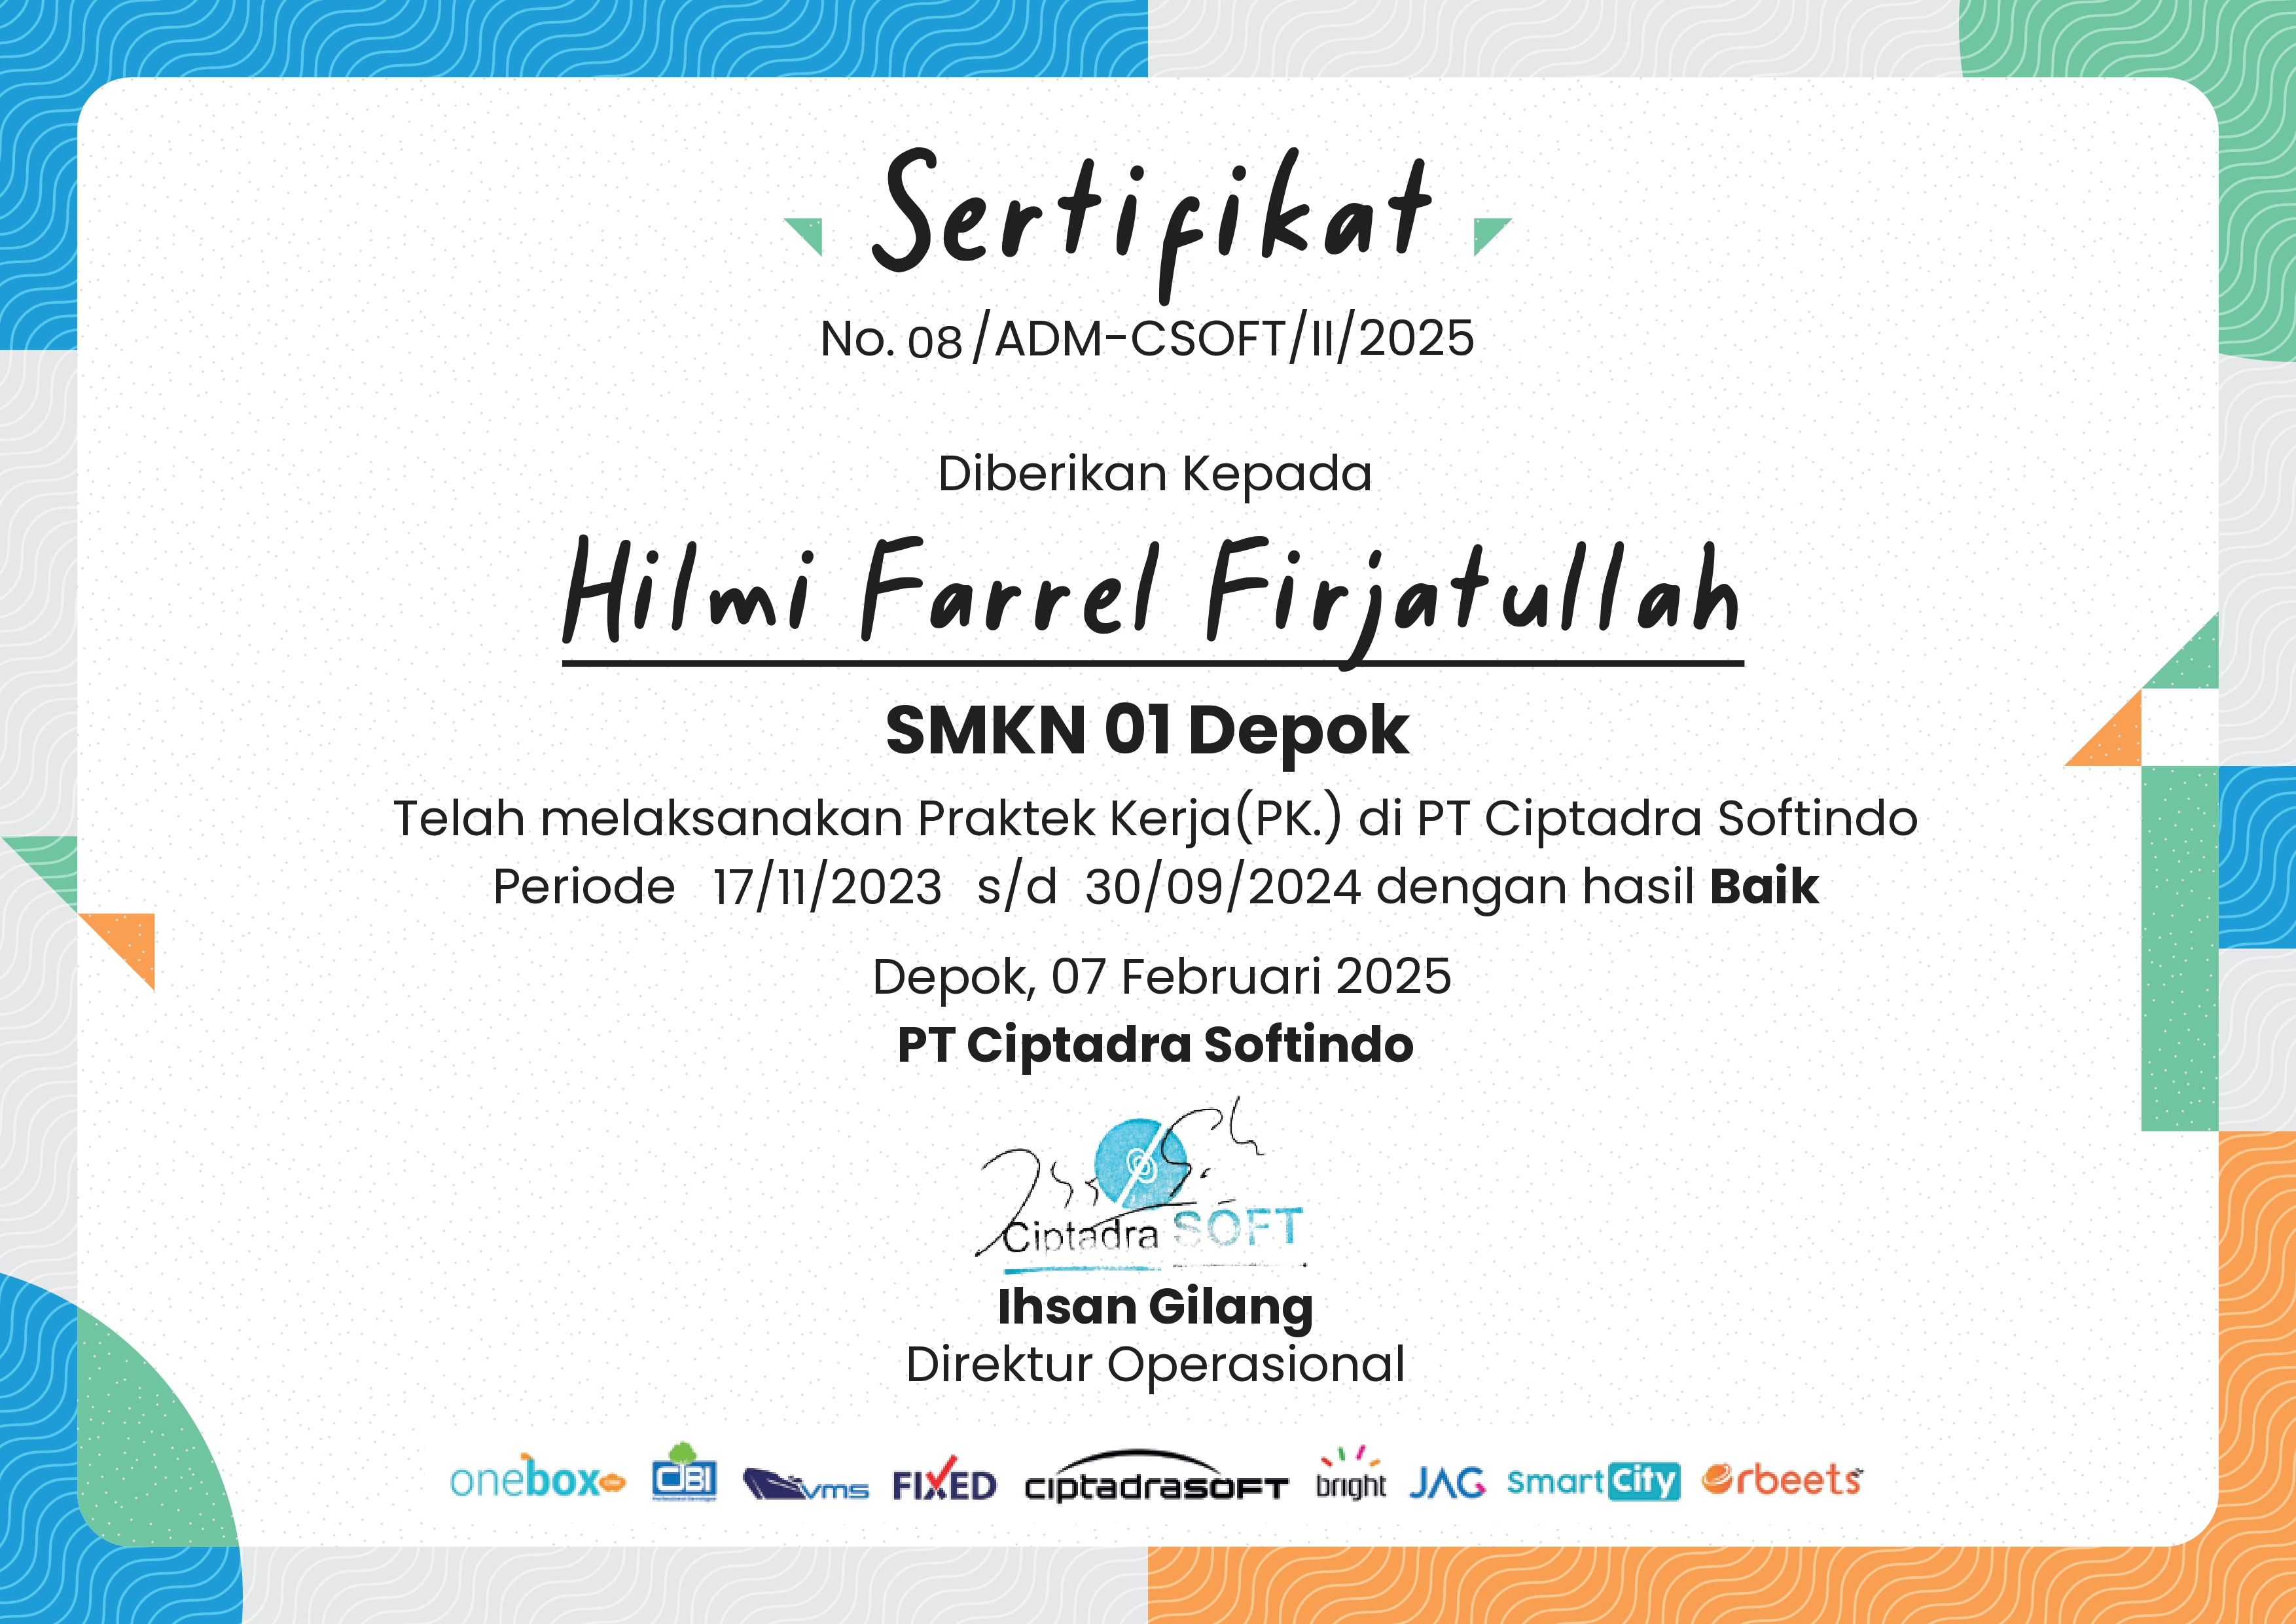 Sertifikat
No. 08/ADM-CSOFT/II/2025
Diberikan Kepada
Hilmi Farrel Firjatullah
SMKN 01 Depok
Telah melaksanakan Praktek Kerja(PK.) di PT Ciptadra Softindo
Periode 17/11/2023 s/d 30/09/2024 dengan hasil Baik
Depok, 07 Februari 2025
PT Ciptadra Softindo
Ciptadra SOFT
Ihsan Gilang
Direktur Operasional
onebox CBI vms FIXED ciptadrasoft bright JAG smart City orbeets